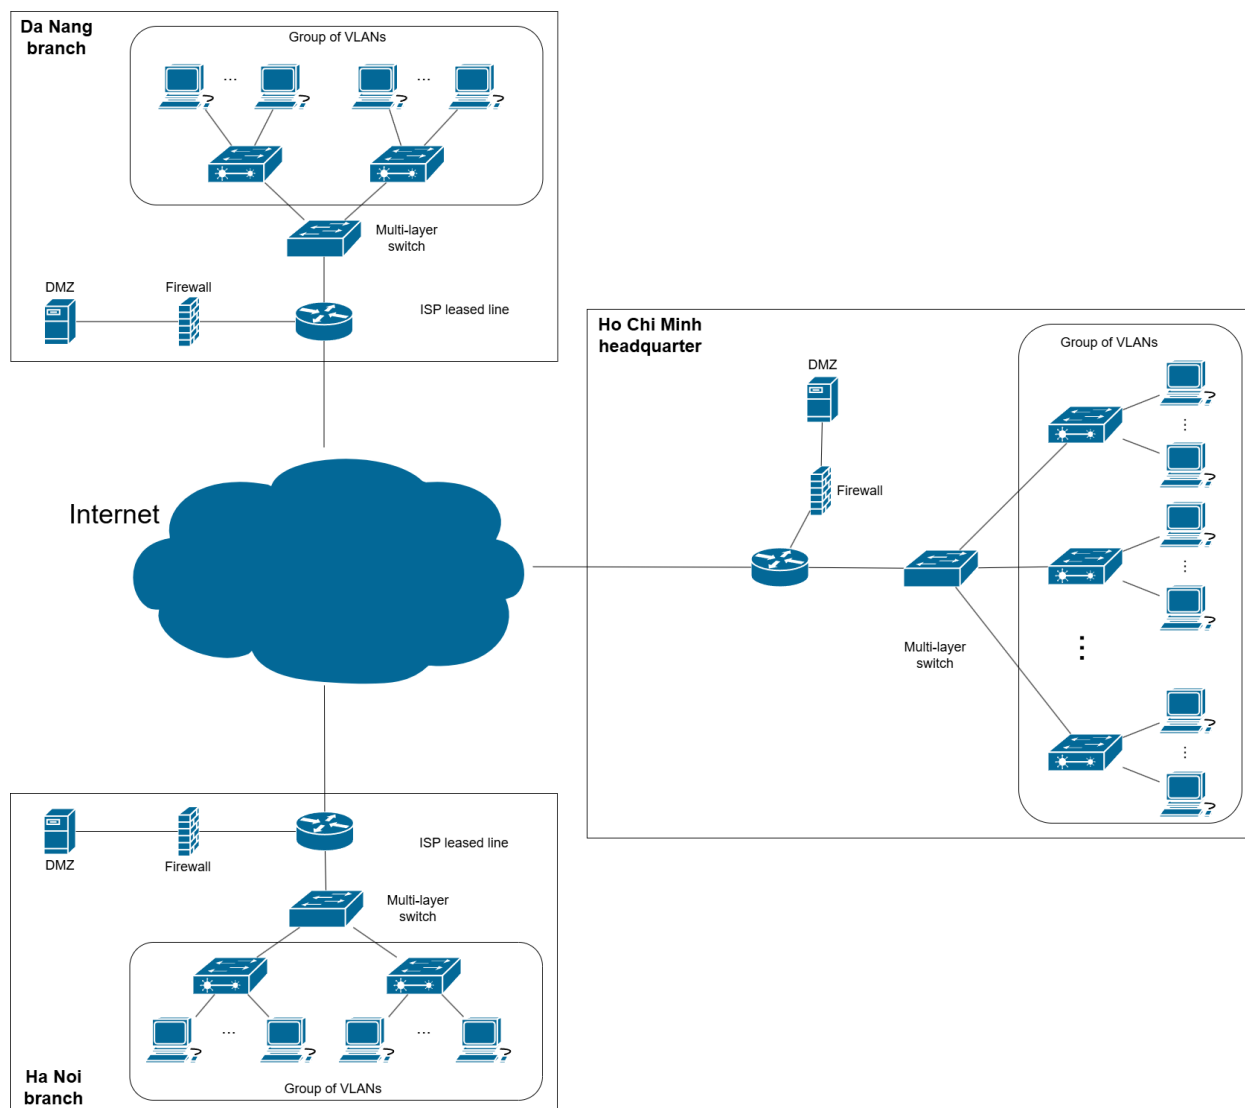 Da Nang
branch
Group of VLANs
...
...
Multi-layer
switch
DMZ
Firewall
ISP leased line
Internet
Ho Chi Minh
headquarter
Group of VLANs
DMZ
Firewall
Multi-layer
switch
DMZ
Firewall
ISP leased line
Multi-layer
switch
...
...
Group of VLANs
Ha Noi
branch